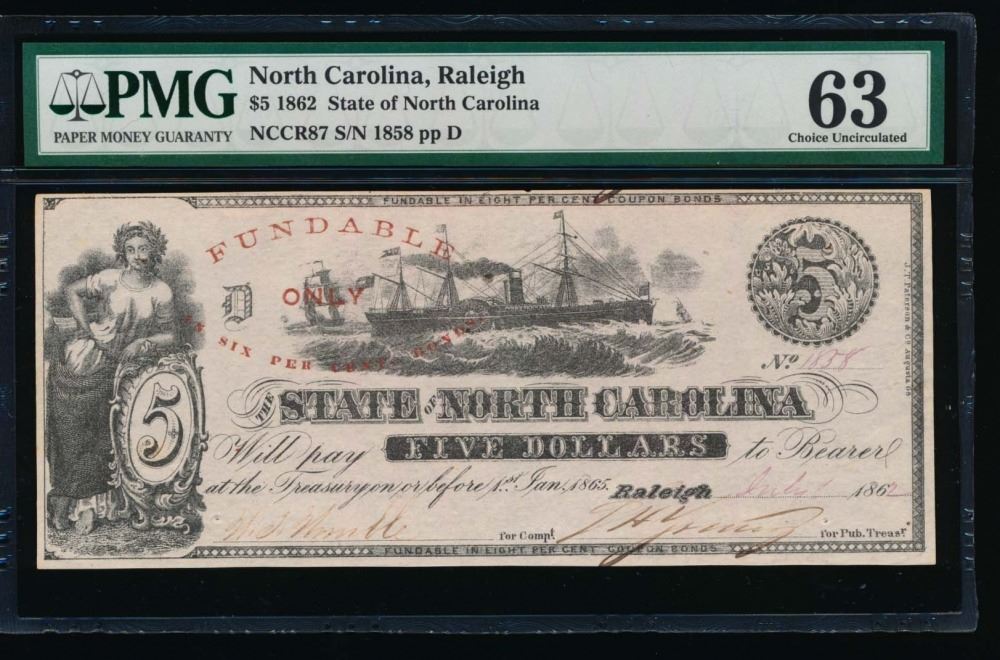 PMG
PAPER MONEY GUARANTY
North Carolina, Raleigh
$5 1862 State of North Carolina
NCCR87 S/N 1858 pp D
63
Choice Uncirculated
FUNDABLE IN EIGHT PER CENT COUPON BONDS
FUNDABLE
D ONLY
IN SIX PER CENT BONDS
5
No 1858
THE STATE OF NORTH CAROLINA
5
Will pay FIVE DOLLARS to Bearer
at the Treasury on or before 1st Jan. 1865. Raleigh July 1 1862
for Compt.
for Pub. Treasr.
FUNDABLE IN EIGHT PER CENT COUPON BONDS